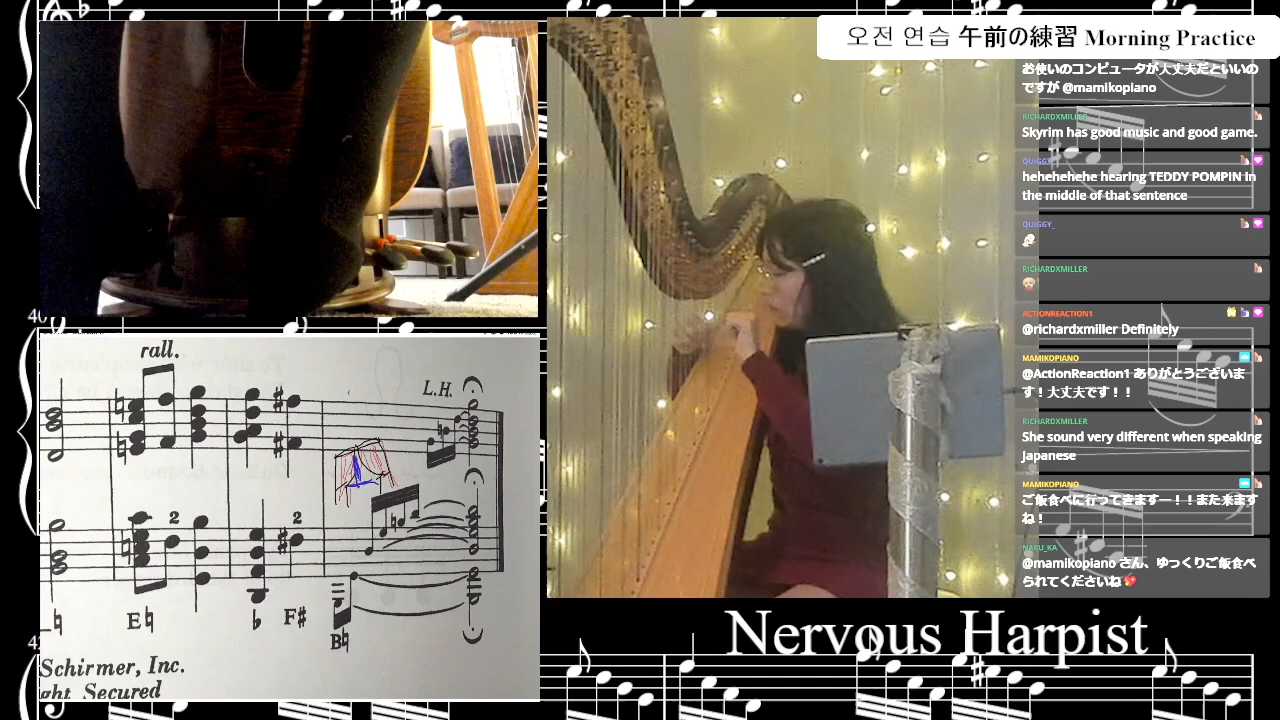 오전 연습 午前の練習 Morning Practice
お使いのコンピュータが大丈夫だといいの
ですが @mamikopiano
RICHARDXMILLER
Skyrim has good music and good game.
QUIGGY_
hehehehehe hearing TEDDY POMPIN in
the middle of that sentence
QUIGGY_
RICHARDXMILLER
ACTIONREACTION1
@richardxmiller Definitely
MAMIKOPIANO
@ActionReaction1 ありがとうございま
す！大丈夫です！！
RICHARDXMILLER
She sound very different when speaking
Japanese
MAMIKOPIANO
ご飯食べに行ってきますー！！また来ます
ね！
NARU_KA
@mamikopiano さん、ゆっくりご飯食べ
られてくださいね💖
40
rall.
L.H.
2
2
E♮
♭
F#
B♮
Schirmer, Inc.
ght Secured
Nervous Harpist